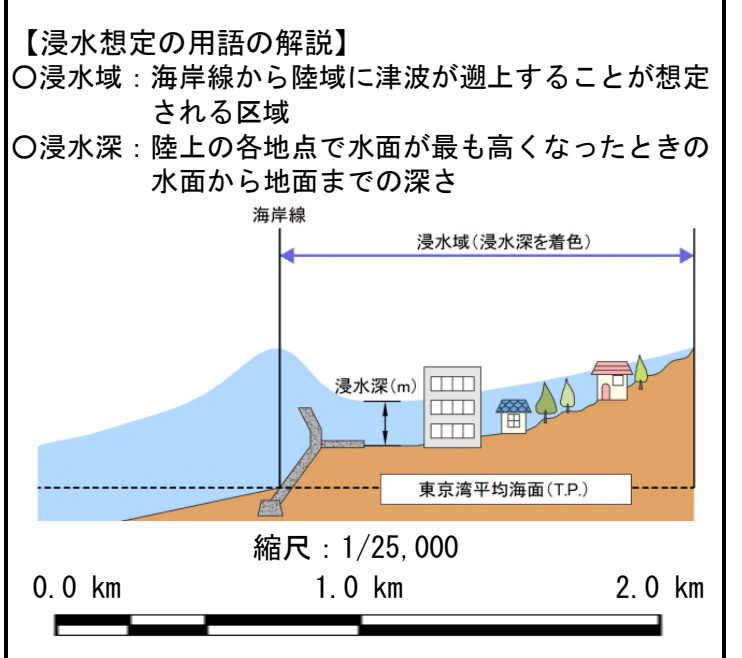 【浸水想定の用語の解説】
〇浸水域：海岸線から陸域に津波が遡上することが想定
される区域
〇浸水深：陸上の各地点で水面が最も高くなったときの
水面から地面までの深さ
海岸線
浸水域（浸水深を着色）
浸水深（m）
東京湾平均海面（T.P.）
縮尺：1/25,000
0.0 km 1.0 km 2.0 km